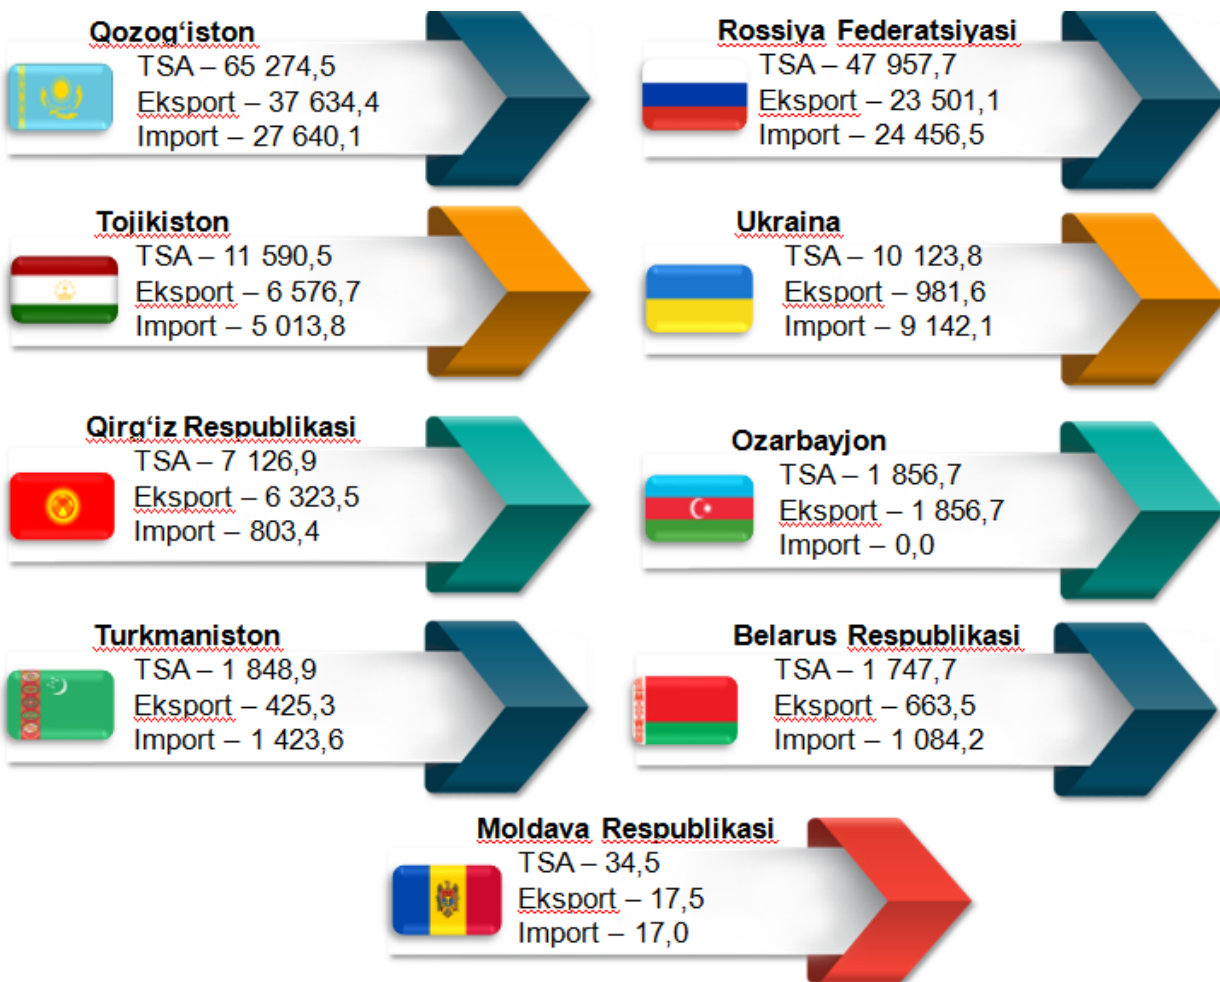 Qozog‘iston
TSA – 65 274,5
Eksport – 37 634,4
Import – 27 640,1
Rossiya Federatsiyasi
TSA – 47 957,7
Eksport – 23 501,1
Import – 24 456,5
Tojikiston
TSA – 11 590,5
Eksport – 6 576,7
Import – 5 013,8
Ukraina
TSA – 10 123,8
Eksport – 981,6
Import – 9 142,1
Qirg‘iz Respublikasi
TSA – 7 126,9
Eksport – 6 323,5
Import – 803,4
Ozarbayjon
TSA – 1 856,7
Eksport – 1 856,7
Import – 0,0
Turkmaniston
TSA – 1 848,9
Eksport – 425,3
Import – 1 423,6
Belarus Respublikasi
TSA – 1 747,7
Eksport – 663,5
Import – 1 084,2
Moldava Respublikasi
TSA – 34,5
Eksport – 17,5
Import – 17,0